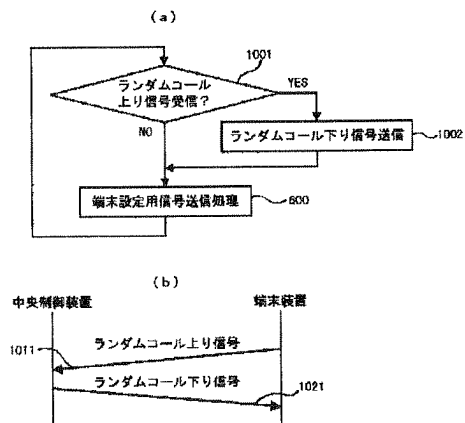 (a)
1001
ランダムコール
上り信号受信?
YES
NO
ランダムコール下り信号送信
1002
端末設定用信号送信処理
600
(b)
中央制御装置
端末装置
ランダムコール上り信号
1011
ランダムコール下り信号
1021